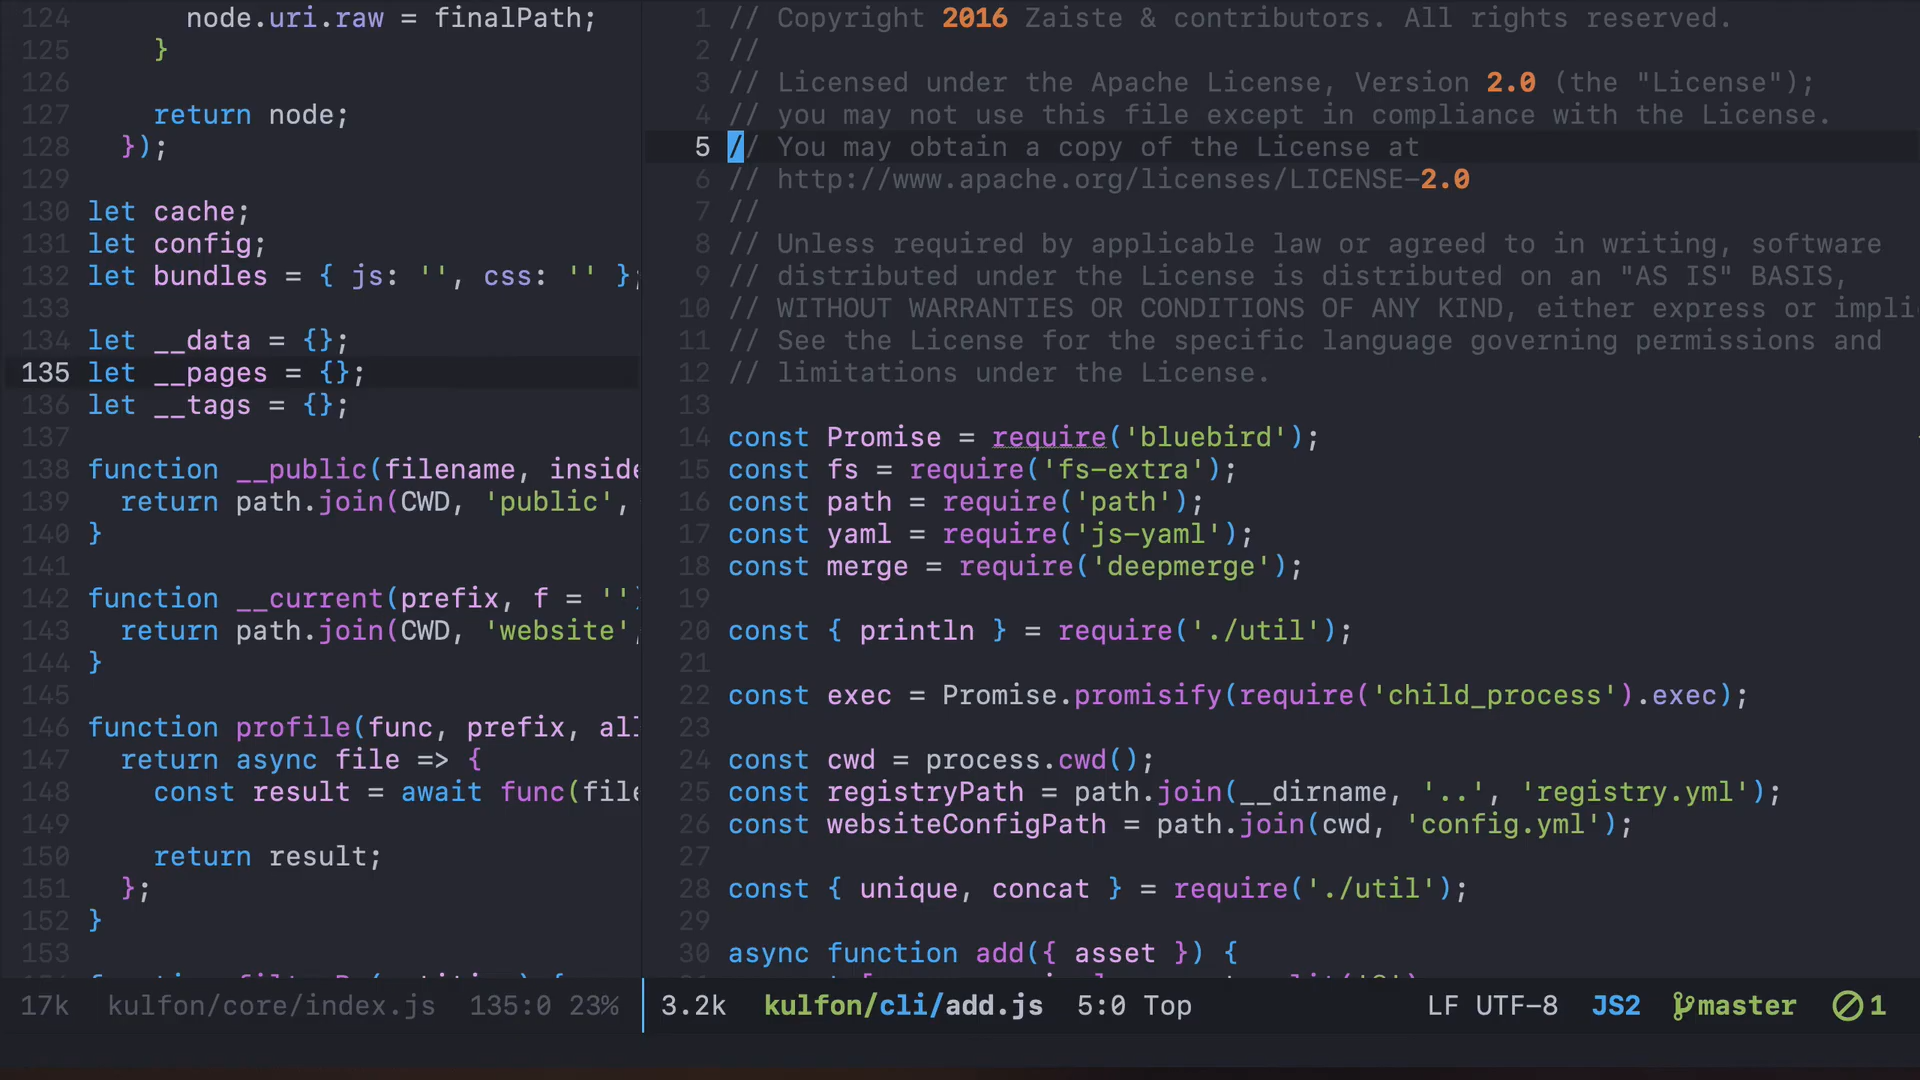 124 node.uri.raw = finalPath;
125 }
126
127 return node;
128 });
129
130 let cache;
131 let config;
132 let bundles = { js: '', css: '' };
133
134 let __data = {};
135 let __pages = {};
136 let __tags = {};
137
138 function __public(filename, inside
139 return path.join(CWD, 'public',
140 }
141
142 function __current(prefix, f = '')
143 return path.join(CWD, 'website',
144 }
145
146 function profile(func, prefix, all
147 return async file => {
148 const result = await func(file
149
150 return result;
151 };
152 }
153
17k kulfon/core/index.js 135:0 23%
1 // Copyright 2016 Zaiste & contributors. All rights reserved.
2 //
3 // Licensed under the Apache License, Version 2.0 (the "License");
4 // you may not use this file except in compliance with the License.
5 // You may obtain a copy of the License at
6 // http://www.apache.org/licenses/LICENSE-2.0
7 //
8 // Unless required by applicable law or agreed to in writing, software
9 // distributed under the License is distributed on an "AS IS" BASIS,
10 // WITHOUT WARRANTIES OR CONDITIONS OF ANY KIND, either express or impli
11 // See the License for the specific language governing permissions and
12 // limitations under the License.
13
14 const Promise = require('bluebird');
15 const fs = require('fs-extra');
16 const path = require('path');
17 const yaml = require('js-yaml');
18 const merge = require('deepmerge');
19
20 const { println } = require('./util');
21
22 const exec = Promise.promisify(require('child_process').exec);
23
24 const cwd = process.cwd();
25 const registryPath = path.join(__dirname, '..', 'registry.yml');
26 const websiteConfigPath = path.join(cwd, 'config.yml');
27
28 const { unique, concat } = require('./util');
29
30 async function add({ asset }) {
3.2k kulfon/cli/add.js 5:0 Top LF UTF-8 JS2 master 1